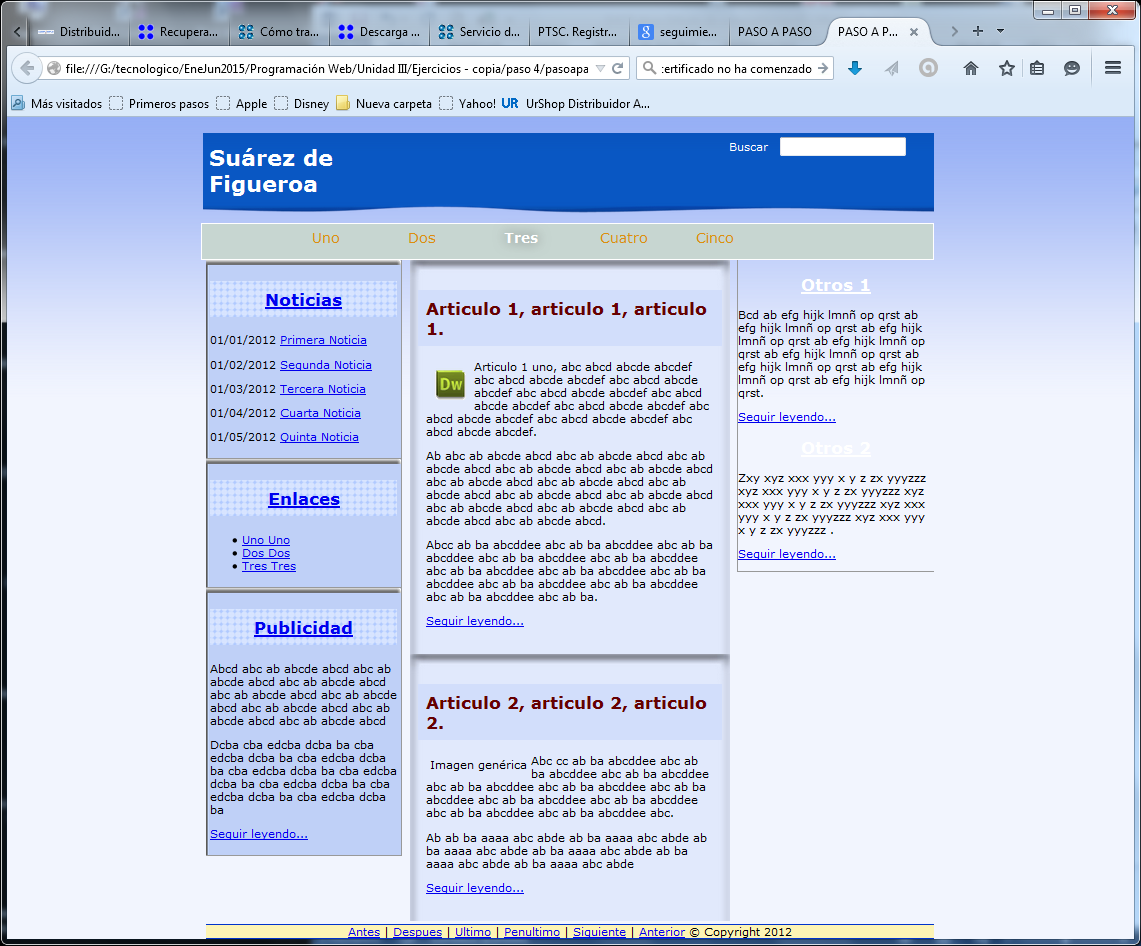 Distribuid...
Recupera...
Cómo tra...
Descarga ...
Servicio d...
PTSC. Registr...
seguimie...
PASO A PASO
PASO A P...
file:///G:/tecnologico/EneJun2015/Programación Web/Unidad III/Ejercicios - copia/paso 4/pasoapa
:ertificado no ha comenzado
Más visitados
Primeros pasos
Apple
Disney
Nueva carpeta
Yahoo!
UR UrShop Distribuidor A...
Suárez de
Figueroa
Buscar
Uno Dos Tres Cuatro Cinco
Noticias
01/01/2012 Primera Noticia
01/02/2012 Segunda Noticia
01/03/2012 Tercera Noticia
01/04/2012 Cuarta Noticia
01/05/2012 Quinta Noticia
Enlaces
• Uno Uno
• Dos Dos
• Tres Tres
Publicidad
Abcd abc ab abcde abcd abc ab
abcde abcd abc ab abcde abcd
abc ab abcde abcd abc ab abcde
abcd abc ab abcde abcd abc ab
abcde abcd abc ab abcde abcd
Dcba cba edcba dcba ba cba
edcba dcba ba cba edcba dcba
ba cba edcba dcba ba cba edcba
dcba ba cba edcba dcba ba cba
edcba dcba ba cba edcba dcba
ba
Seguir leyendo...
Articulo 1, articulo 1, articulo
1.
Dw
Articulo 1 uno, abc abcd abcde abcdef
abc abcd abcde abcdef abc abcd abcde
abcdef abc abcd abcde abcdef abc abcd
abcde abcdef abc abcd abcde abcdef abc
abcd abcde abcdef abc abcd abcde abcdef abc
abcd abcde abcdef.
Ab abc ab abcde abcd abc ab abcde abcd abc ab
abcde abcd abc ab abcde abcd abc ab abcde abcd
abc ab abcde abcd abc ab abcde abcd abc ab
abcde abcd abc ab abcde abcd abc ab abcde abcd
abc ab abcde abcd abc ab abcde abcd abc ab
abcde abcd abc ab abcde abcd.
Abcc ab ba abcddee abc ab ba abcddee abc ab ba
abcddee abc ab ba abcddee abc ab ba abcddee
abc ab ba abcddee abc ab ba abcddee abc ab ba
abcddee abc ab ba abcddee abc ab ba abcddee
abc ab ba abcddee abc ab ba.
Seguir leyendo...
Articulo 2, articulo 2, articulo
2.
Imagen genérica
Abc cc ab ba abcddee abc ab
ba abcddee abc ab ba abcddee
abc ab ba abcddee abc ab ba abcddee abc ab ba
abcddee abc ab ba abcddee abc ab ba abcddee
abc ab ba abcddee abc ab ba abcddee abc.
Ab ab ba aaaa abc abde ab ba aaaa abc abde ab
ba aaaa abc abde ab ba aaaa abc abde ab ba
aaaa abc abde ab ba aaaa abc abde
Seguir leyendo...
Otros 1
Bcd ab efg hijk lmnñ op qrst ab
efg hijk lmnñ op qrst ab efg hijk
lmnñ op qrst ab efg hijk lmnñ op
qrst ab efg hijk lmnñ op qrst ab
efg hijk lmnñ op qrst ab efg hijk
lmnñ op qrst ab efg hijk lmnñ op
qrst.
Seguir leyendo...
Otros 2
Zxy xyz xxx yyy x y z zx yyyzzz
xyz xxx yyy x y z zx yyyzzz xyz
xxx yyy x y z zx yyyzzz xyz xxx
yyy x y z zx yyyzzz xyz xxx yyy
x y z zx yyyzzz .
Seguir leyendo...
Antes | Despues | Ultimo | Penultimo | Siguiente | Anterior © Copyright 2012